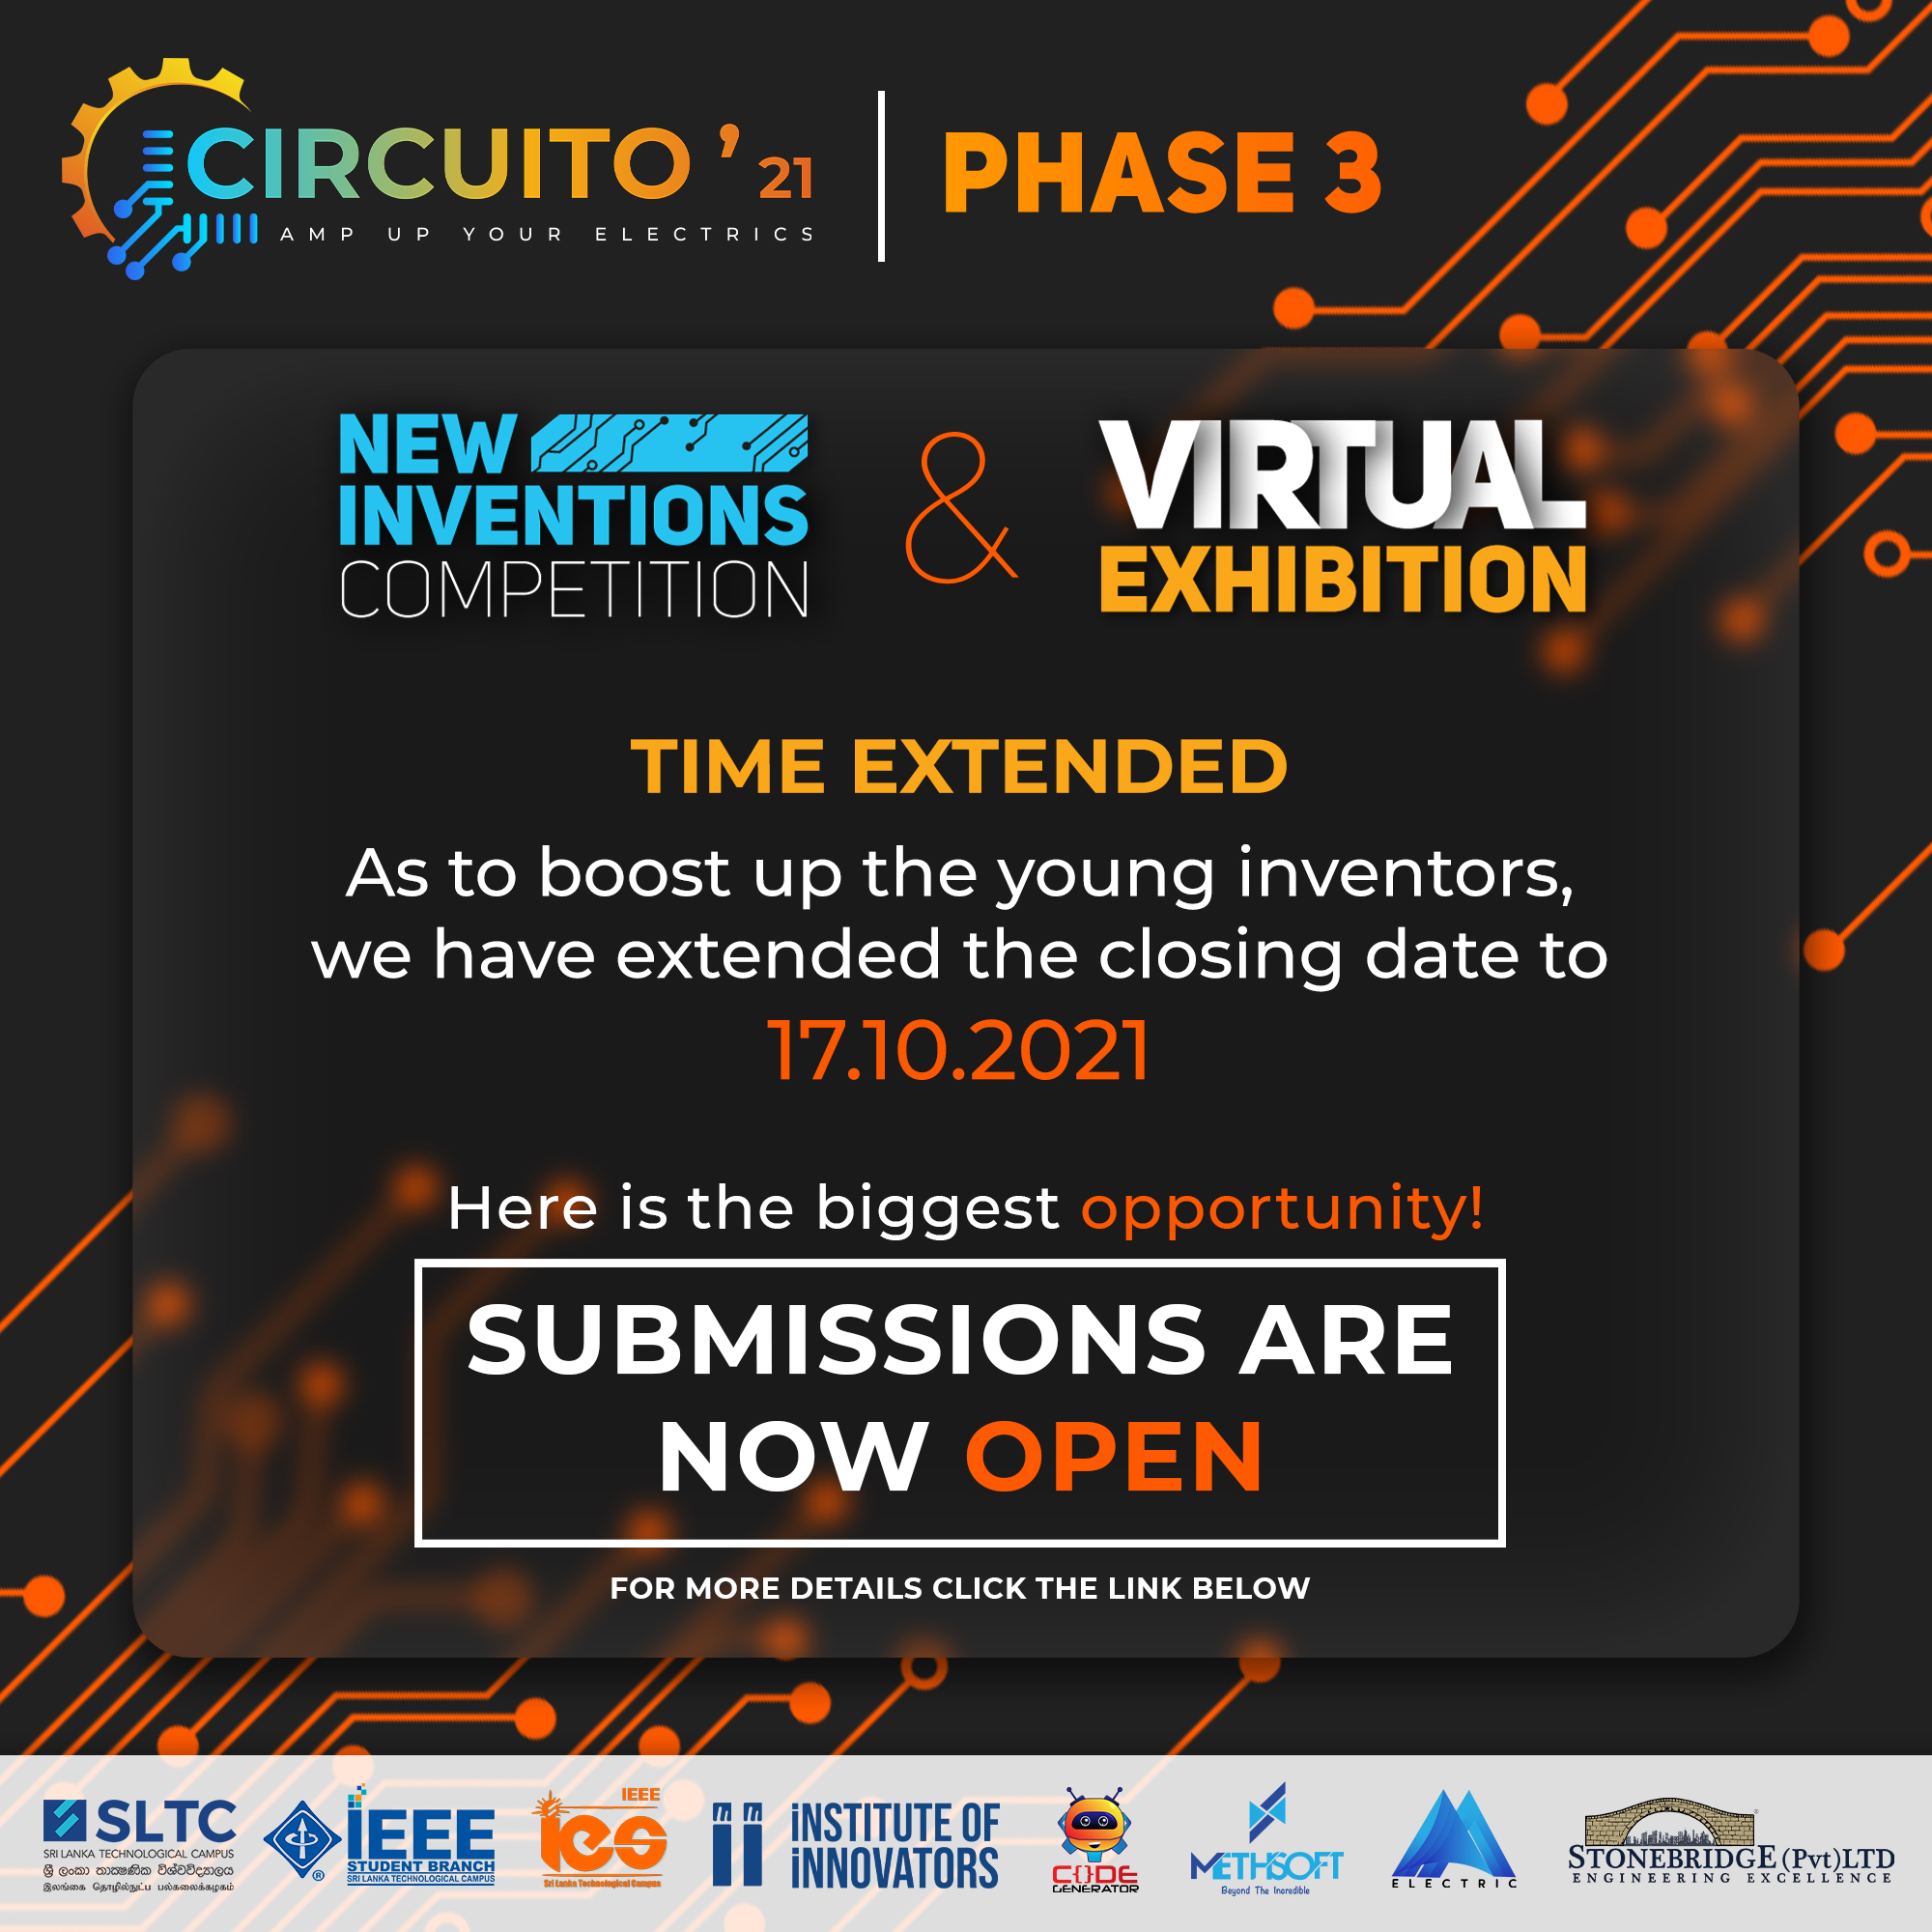 CIRCUITO '21
AMP UP YOUR ELECTRICS
PHASE 3
NEW
INVENTIONS
COMPETITION
&
VIRTUAL
EXHIBITION
TIME EXTENDED
As to boost up the young inventors,
we have extended the closing date to
17.10.2021
Here is the biggest opportunity!
SUBMISSIONS ARE
NOW OPEN
FOR MORE DETAILS CLICK THE LINK BELOW
SLTC
SRI LANKA TECHNOLOGICAL CAMPUS
ශ්‍රී ලංකා තාක්ෂණික විශ්වවිද්‍යාලය
இலங்கை தொழில்நுட்ப பல்கலைக்கழகம்
IEEE
STUDENT BRANCH
SRI LANKA TECHNOLOGICAL CAMPUS
®
IEEE
ies
Sri Lanka Technological Campus
iNSTITUTE OF
iNNOVATORS
C{}DE
GENERATOR
METHSOFT
Beyond The Incredible
ELECTRIC
STONEBRIDGE (Pvt) LTD
ENGINEERING EXCELLENCE